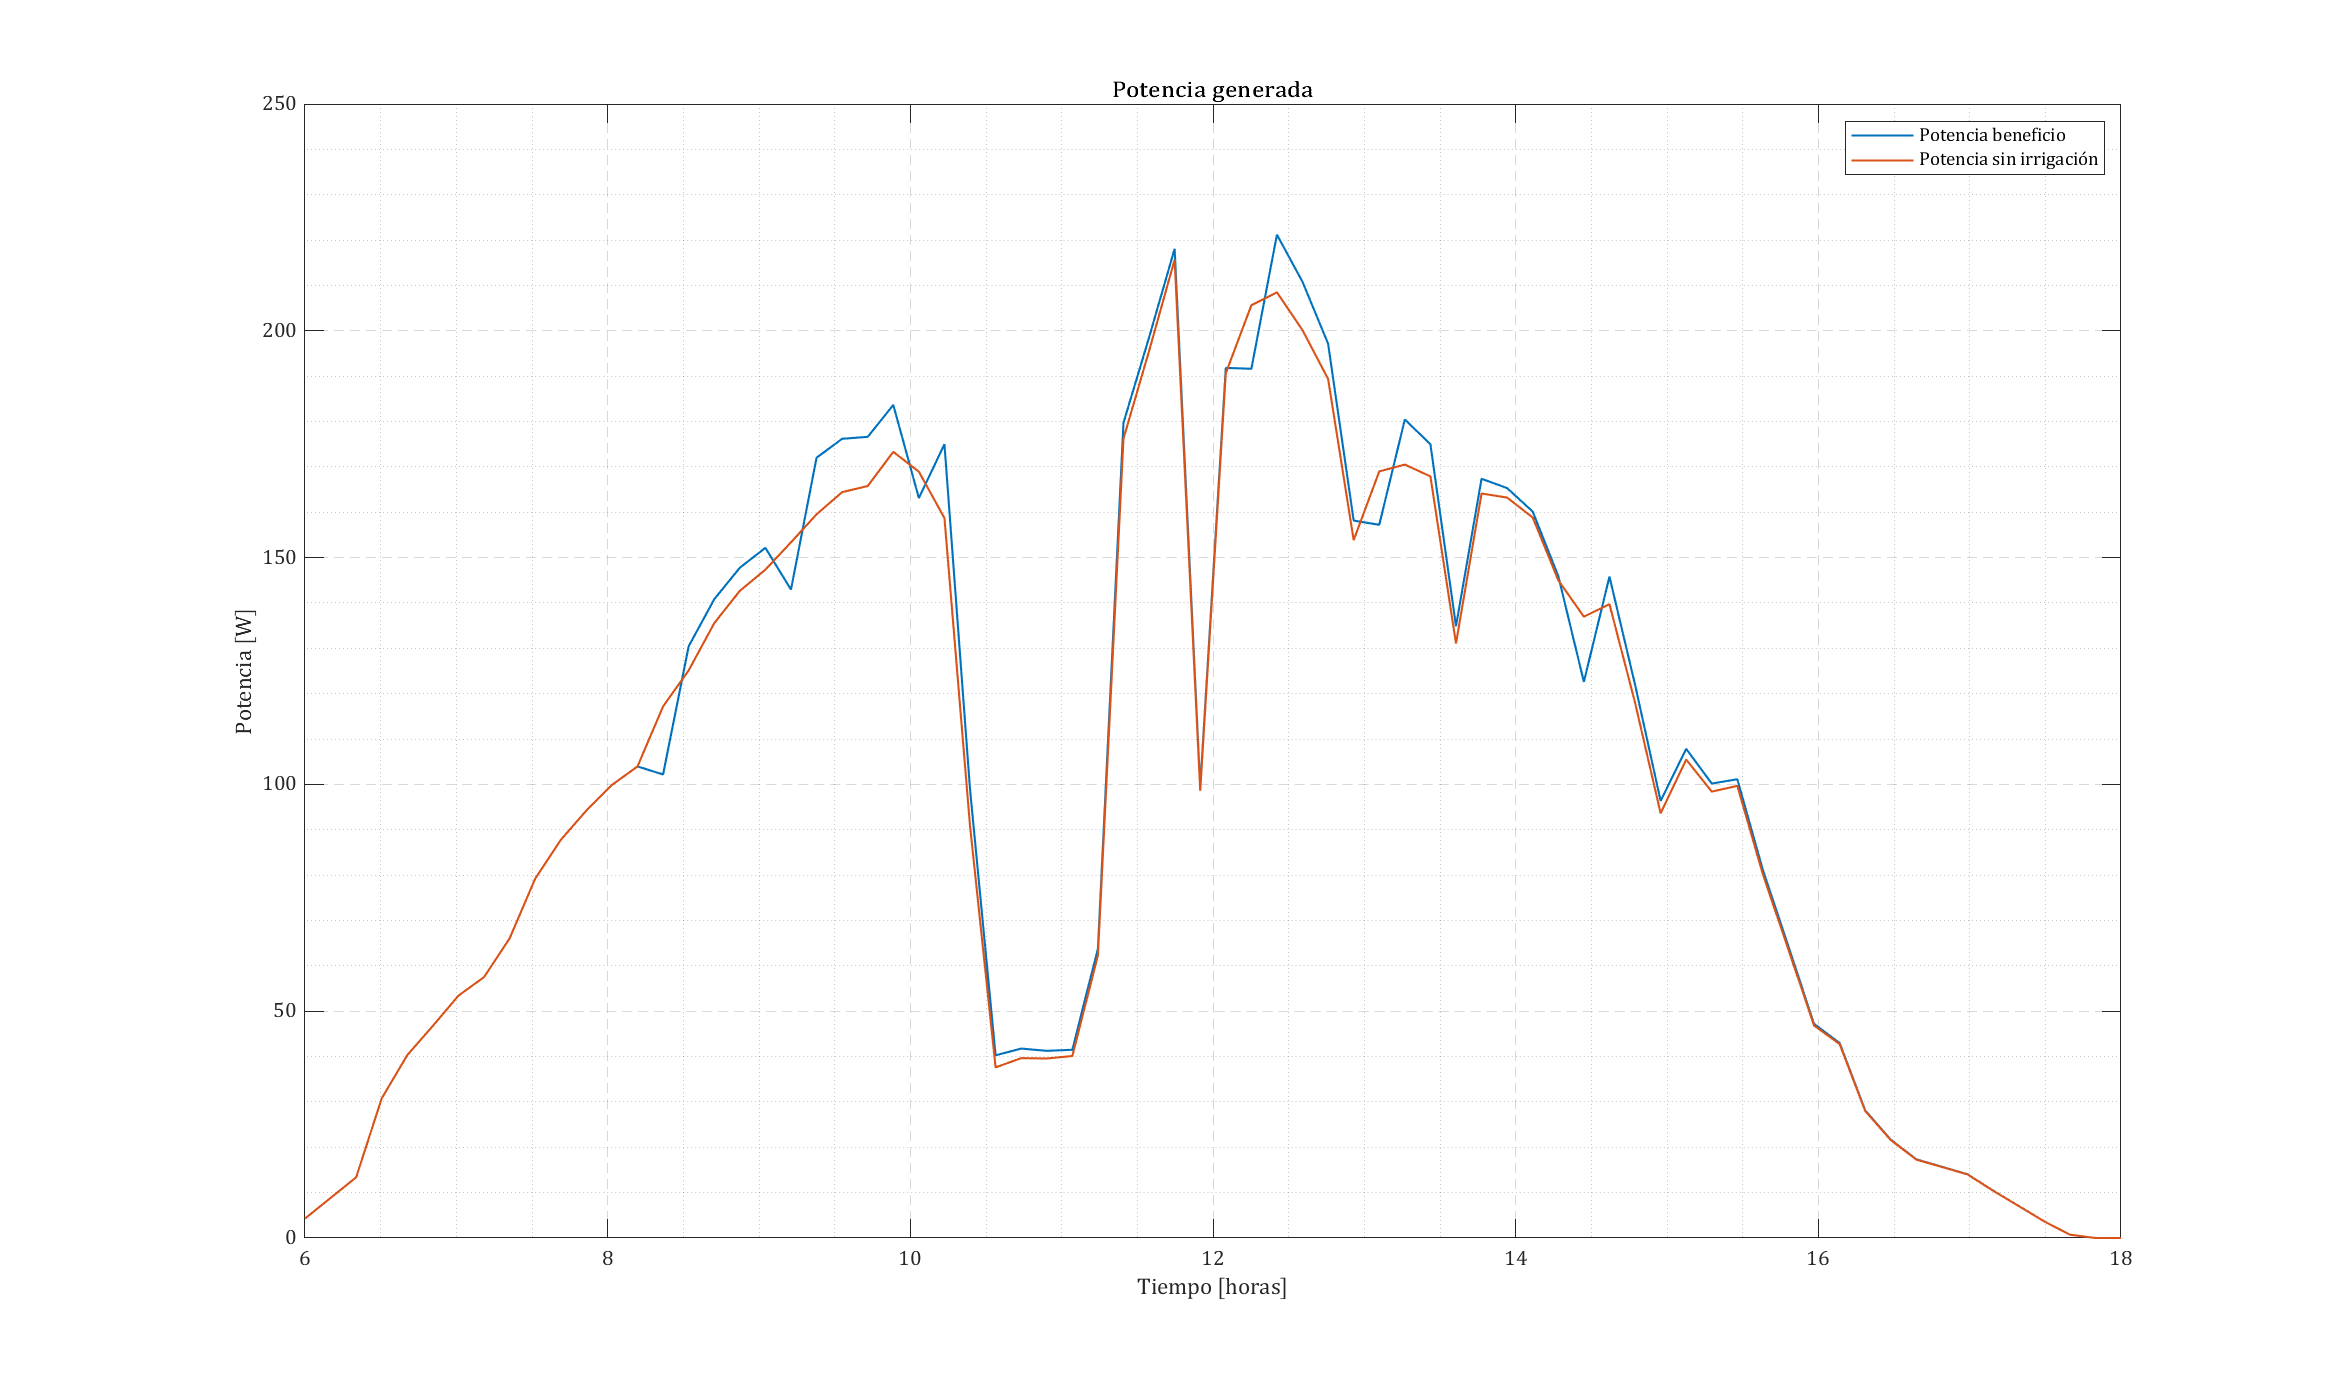 Potencia generada
250
200
150
100
50
0
Potencia [W]
Potencia beneficio
Potencia sin irrigación
6 8 10 12 14 16 18
Tiempo [horas]